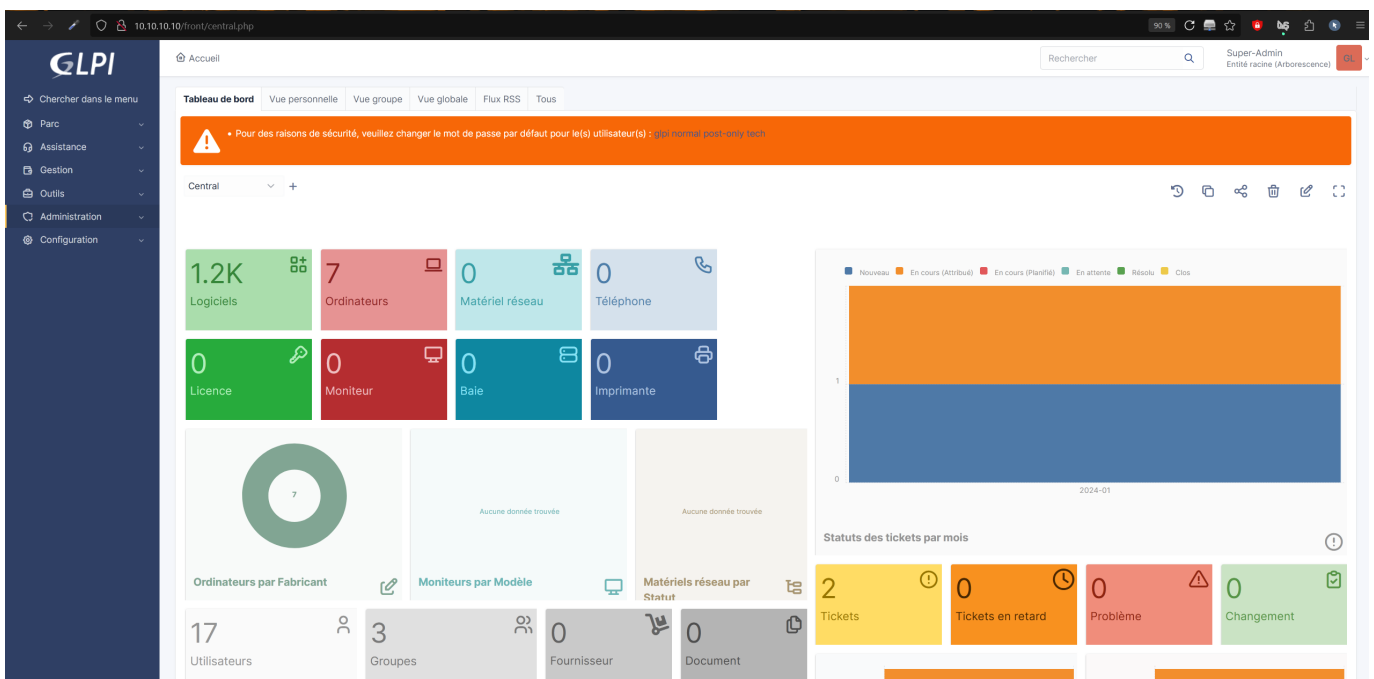 10.10.10.10/front/central.php
90 %
GLPI
Accueil
Rechercher
Super-Admin
Entité racine (Arborescence)
GL
Chercher dans le menu
Parc
Assistance
Gestion
Outils
Administration
Configuration
Tableau de bord Vue personnelle Vue groupe Vue globale Flux RSS Tous
• Pour des raisons de sécurité, veuillez changer le mot de passe par défaut pour le(s) utilisateur(s) : glpi normal post-only tech
Central
1.2K
Logiciels
7
Ordinateurs
0
Matériel réseau
0
Téléphone
0
Licence
0
Moniteur
0
Baie
0
Imprimante
7
Ordinateurs par Fabricant
Aucune donnée trouvée
Moniteurs par Modèle
Aucune donnée trouvée
Matériels réseau par
Statut
Nouveau En cours (Attribué) En cours (Planifié) En attente Résolu Clos
1
0
2024-01
Statuts des tickets par mois
2
Tickets
0
Tickets en retard
0
Problème
0
Changement
17
Utilisateurs
3
Groupes
0
Fournisseur
0
Document